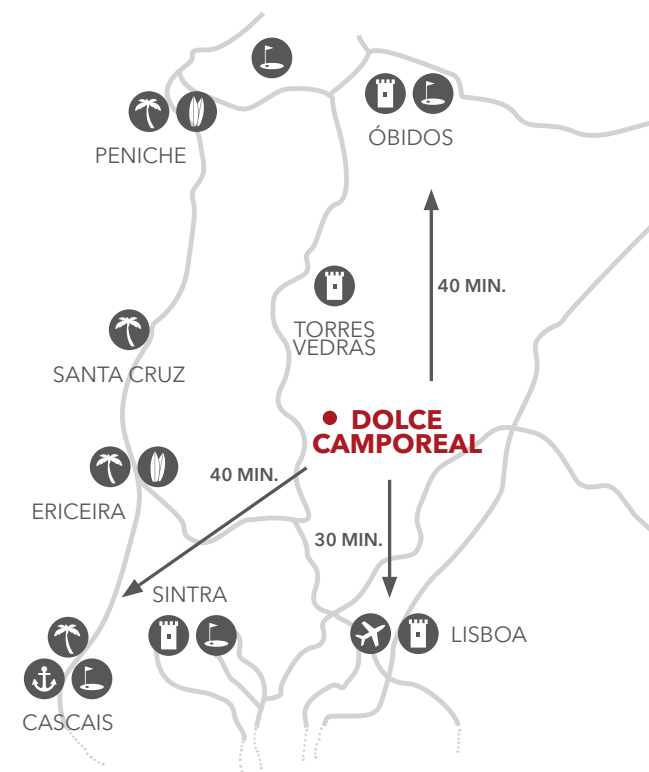 PENICHE
ÓBIDOS
40 MIN.
TORRES
VEDRAS
SANTA CRUZ
DOLCE
CAMPOREAL
40 MIN.
ERICEIRA
30 MIN.
SINTRA
LISBOA
CASCAIS